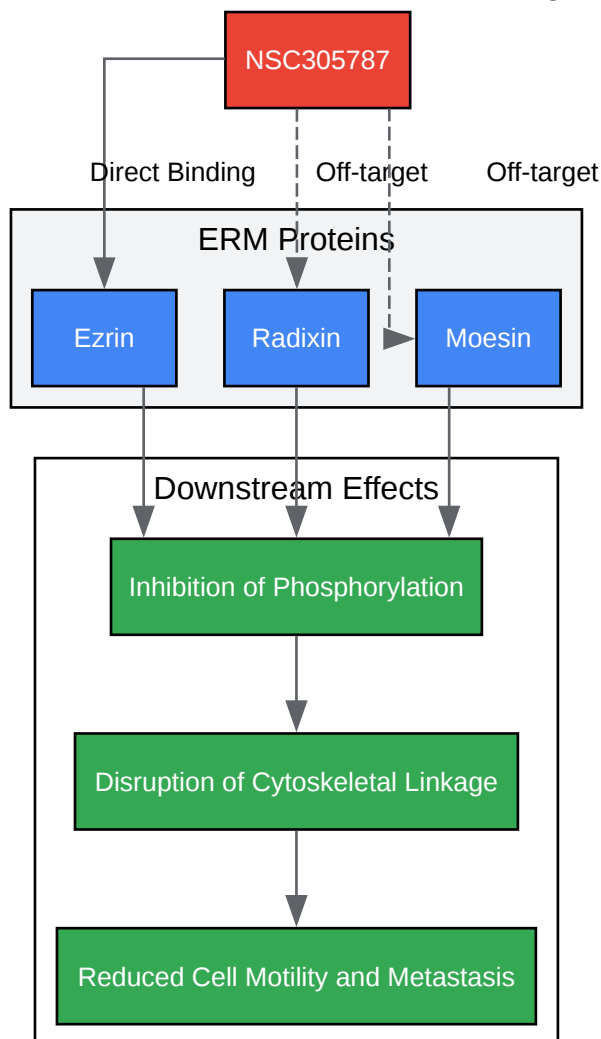 NSC305787
Direct Binding
Off-target
Off-target
ERM Proteins
Ezrin
Radixin
Moesin
Downstream Effects
Inhibition of Phosphorylation
Disruption of Cytoskeletal Linkage
Reduced Cell Motility and Metastasis